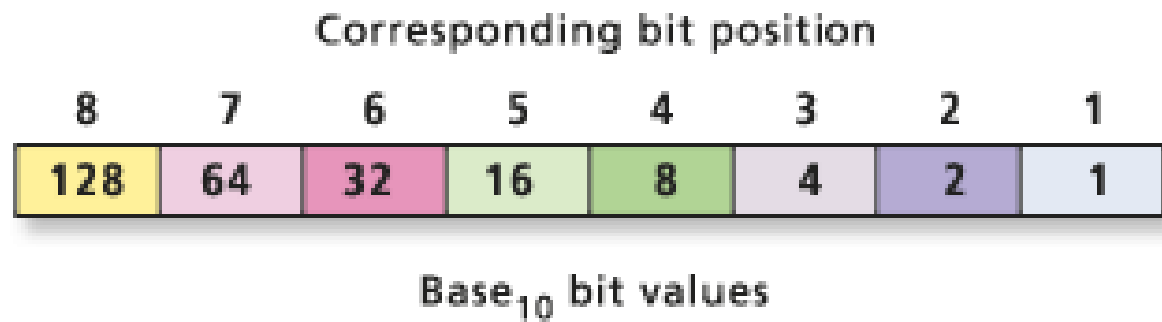 Corresponding bit position
8 7 6 5 4 3 2 1
128 64 32 16 8 4 2 1
Base₁₀ bit values